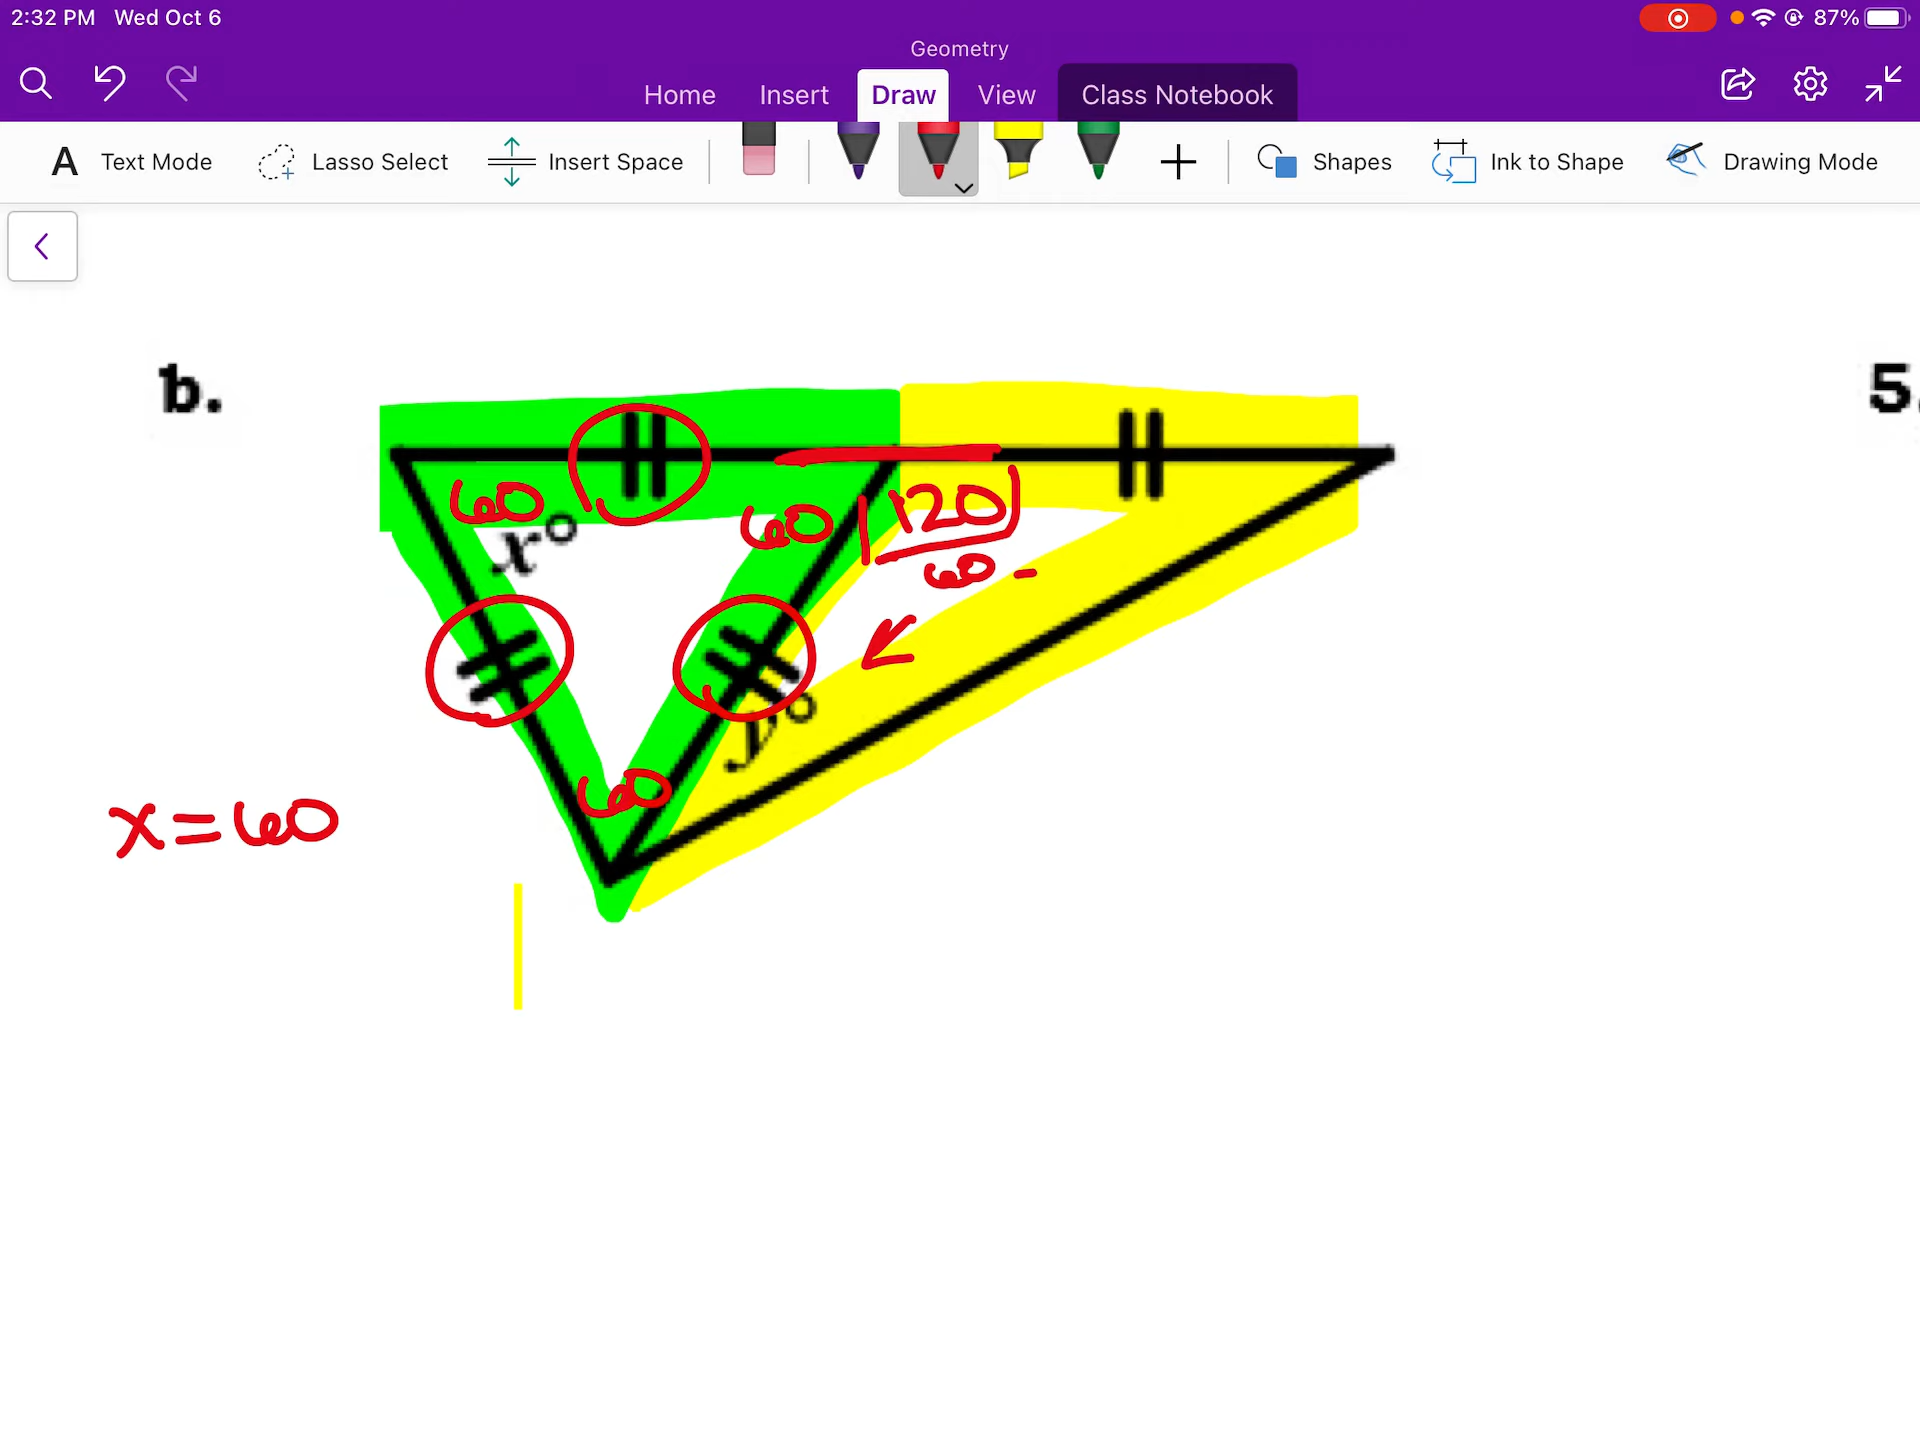 2:32 PM Wed Oct 6
87%
Geometry
Home Insert Draw View Class Notebook
A Text Mode Lasso Select Insert Space Shapes Ink to Shape Drawing Mode
b.
5.
60 60 120
x°
60 -
y°
60
x=60